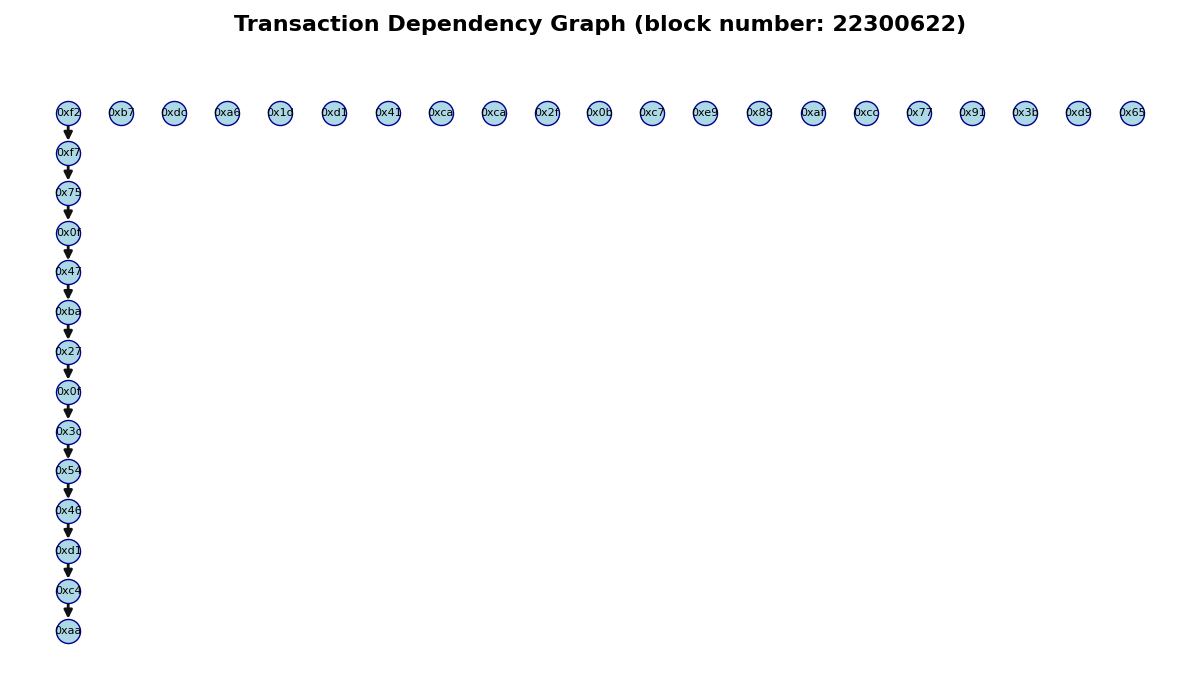 Transaction Dependency Graph (block number: 22300622)
0xf2 0xb7 0xdc 0xa6 0x1d 0xd1 0x41 0xca 0xca 0x2f 0x0b 0xc7 0xe9 0x88 0xaf 0xcc 0x77 0x91 0x3b 0xd9 0x65
0xf7
0x75
0x0f
0x47
0xba
0x27
0x0f
0x3c
0x54
0x46
0xd1
0xc4
0xaa